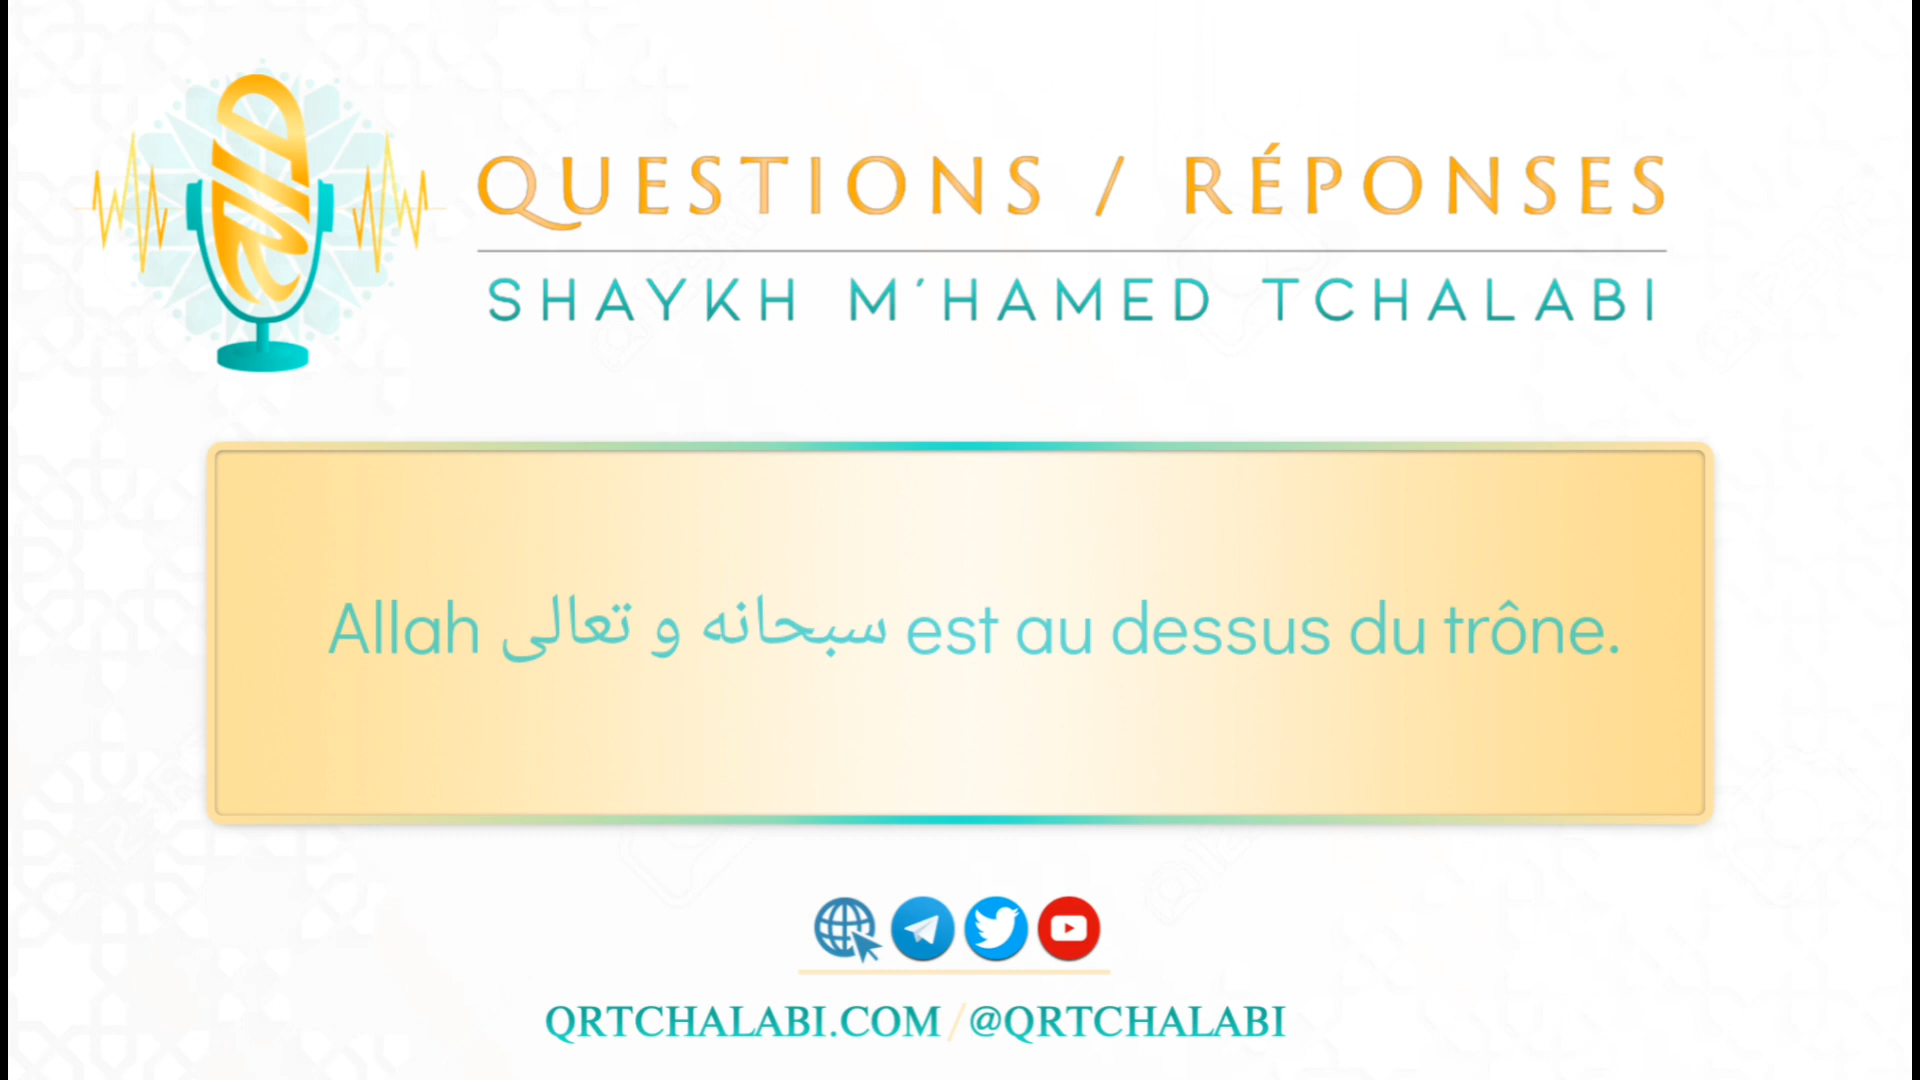 QUESTIONS / RÉPONSES
SHAYKH M'HAMED TCHALABI
Allah سبحانه و تعالى est au dessus du trône.
QRTCHALABI.COM / @QRTCHALABI